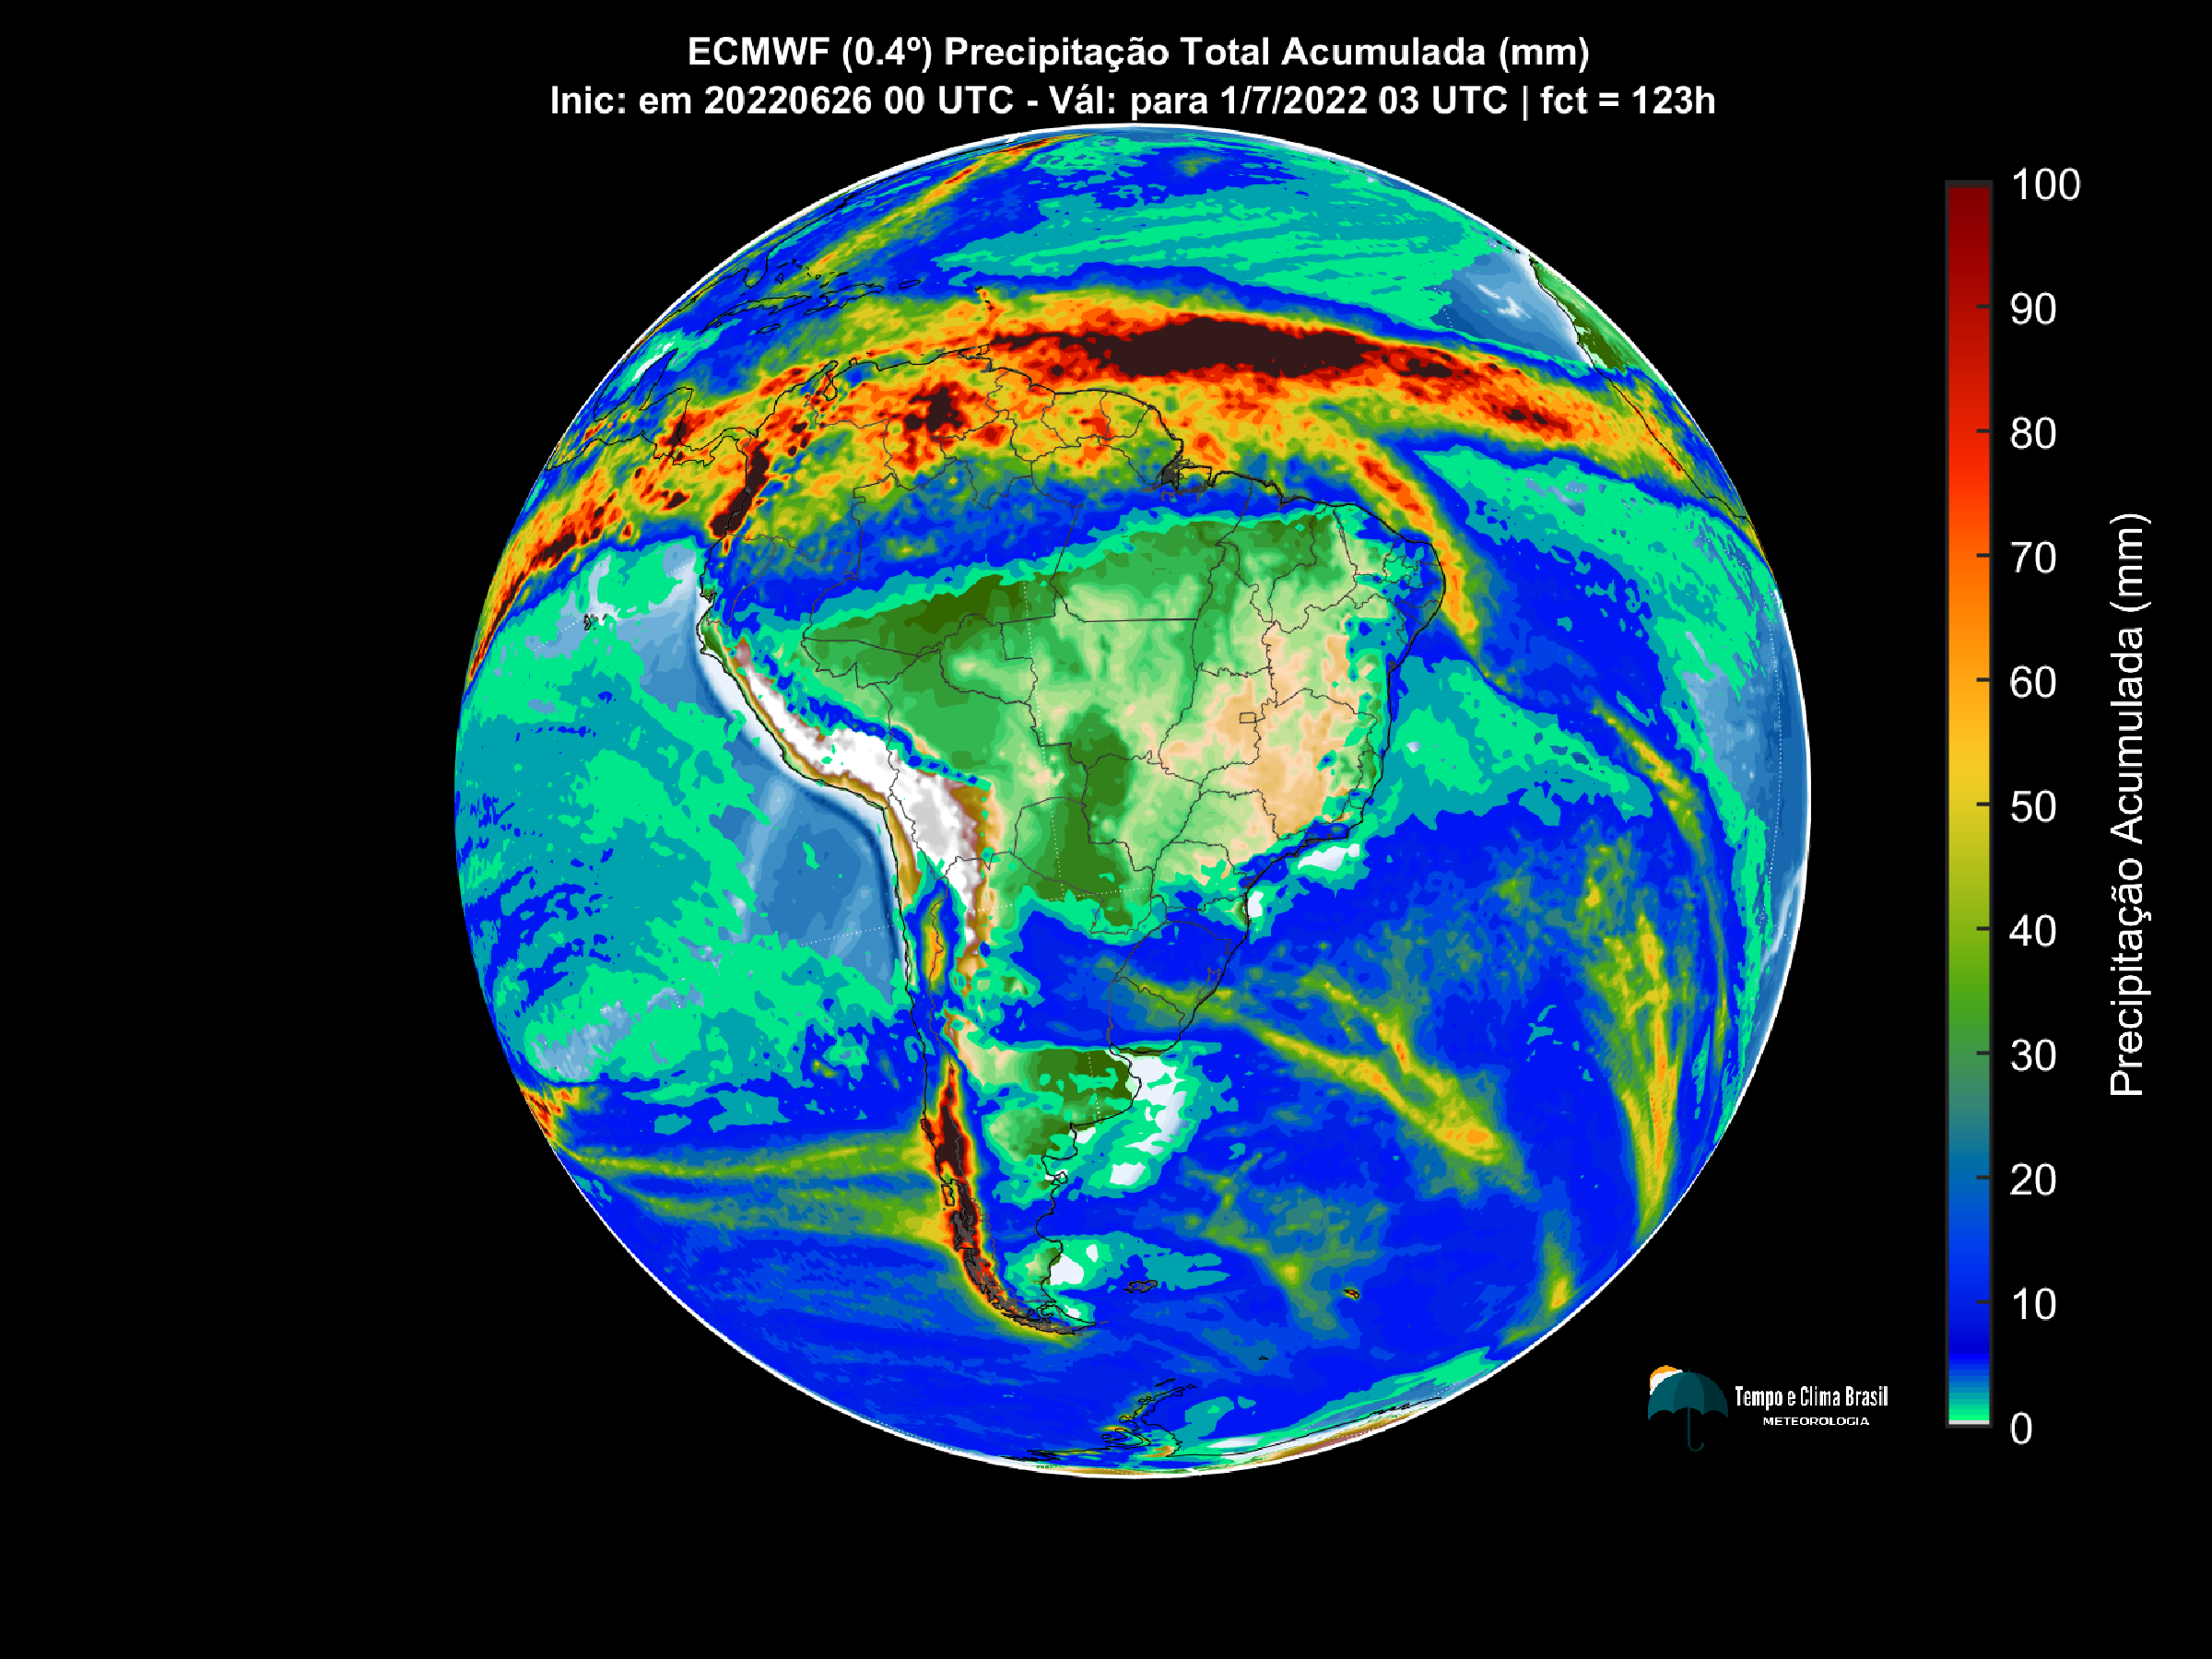 ECMWF (0.4º) Precipitação Total Acumulada (mm)
Inic: em 20220626 00 UTC - Vál: para 1/7/2022 03 UTC | fct = 123h
100
90
80
70
60
50
40
30
20
10
0
Precipitação Acumulada (mm)
Tempo e Clima Brasil
METEOROLOGIA